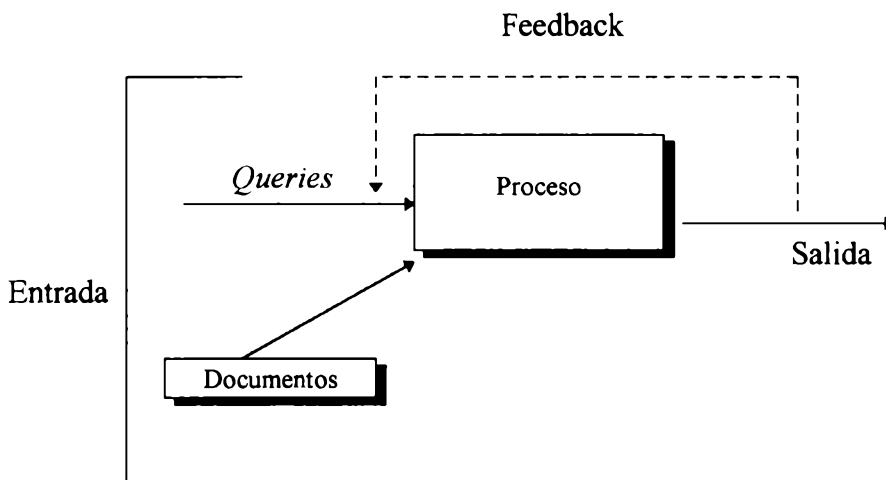 Feedback
Queries
Proceso
Salida
Entrada
Documentos